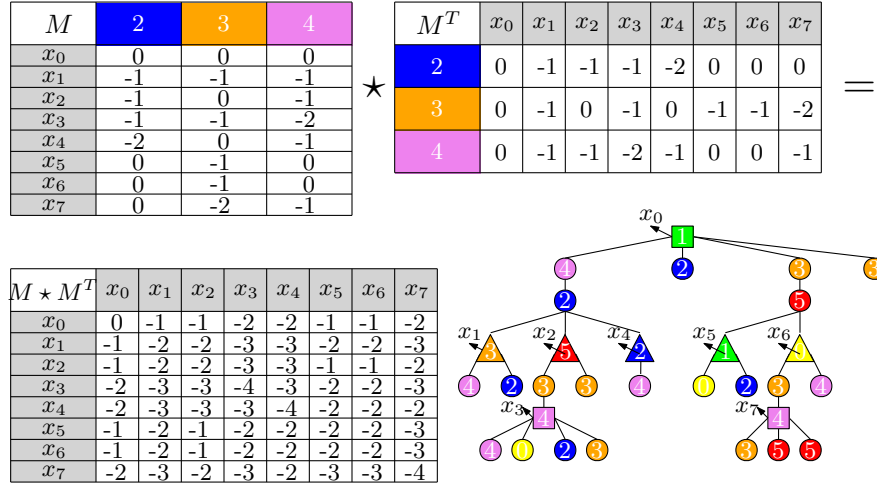 M 2 3 4
x0 0 0 0
x1 -1 -1 -1
x2 -1 0 -1
x3 -1 -1 -2
x4 -2 0 -1
x5 0 -1 0
x6 0 -1 0
x7 0 -2 -1
⋆
M^T x0 x1 x2 x3 x4 x5 x6 x7
2 0 -1 -1 -1 -2 0 0 0
3 0 -1 0 -1 0 -1 -1 -2
4 0 -1 -1 -2 -1 0 0 -1
=
M ⋆ M^T x0 x1 x2 x3 x4 x5 x6 x7
x0 0 -1 -1 -2 -2 -1 -1 -2
x1 -1 -2 -2 -3 -3 -2 -2 -3
x2 -1 -2 -2 -3 -3 -1 -1 -2
x3 -2 -3 -3 -4 -3 -2 -2 -3
x4 -2 -3 -3 -3 -4 -2 -2 -2
x5 -1 -2 -1 -2 -2 -2 -2 -3
x6 -1 -2 -1 -2 -2 -2 -2 -3
x7 -2 -3 -2 -3 -2 -3 -3 -4
x0 1
4 2 3 3
2 5
x1 3 x2 5 x4 2 x5 1 x6
4 2 3 3 4 0 2 3 4
x3 4 x7 4
4 0 2 3 3 5 5